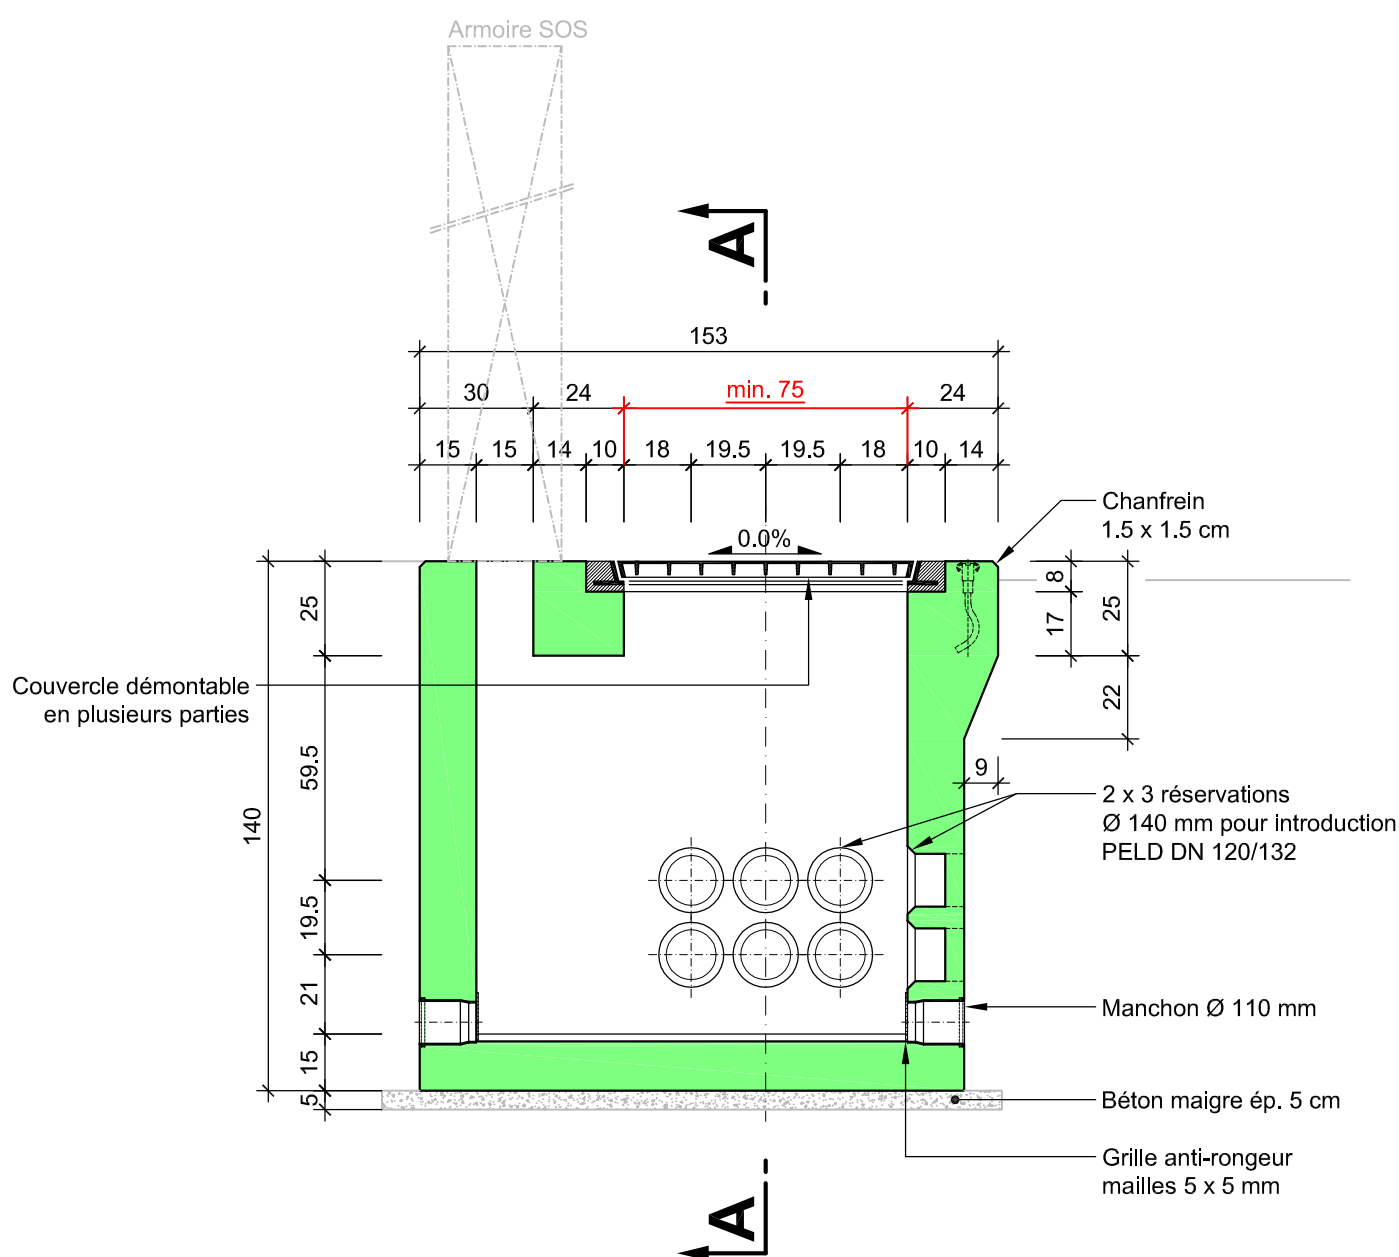 Armoire SOS
A
153
30
24
min. 75
24
15
15
14
10
18
19.5
19.5
18
10
14
0.0%
Chanfrein
1.5 x 1.5 cm
25
8
17
25
22
Couvercle démontable
en plusieurs parties
59.5
9
140
2 x 3 réservations
Ø 140 mm pour introduction
PELD DN 120/132
19.5
21
Manchon Ø 110 mm
15
5
Béton maigre ép. 5 cm
Grille anti-rongeur
mailles 5 x 5 mm
A